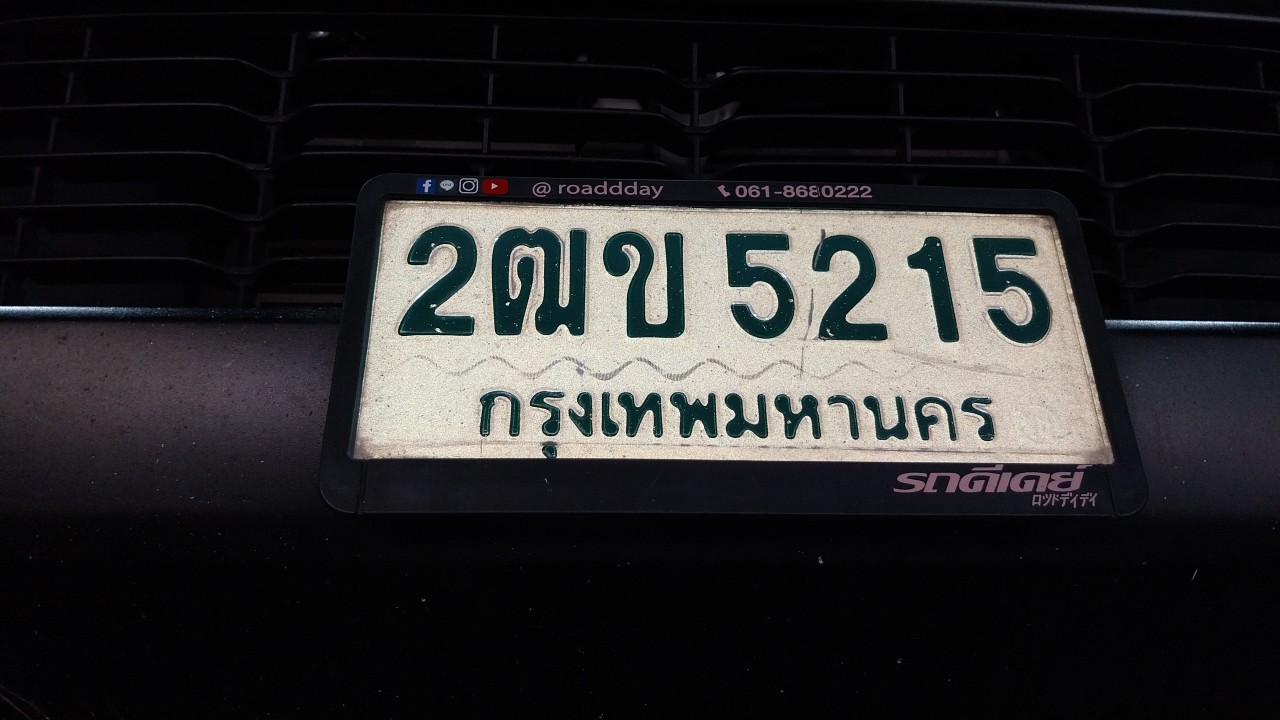 @ roaddday 061-8680222
2ฒข 5215
กรุงเทพมหานคร
รถดีเดย์
ロッドディデイ